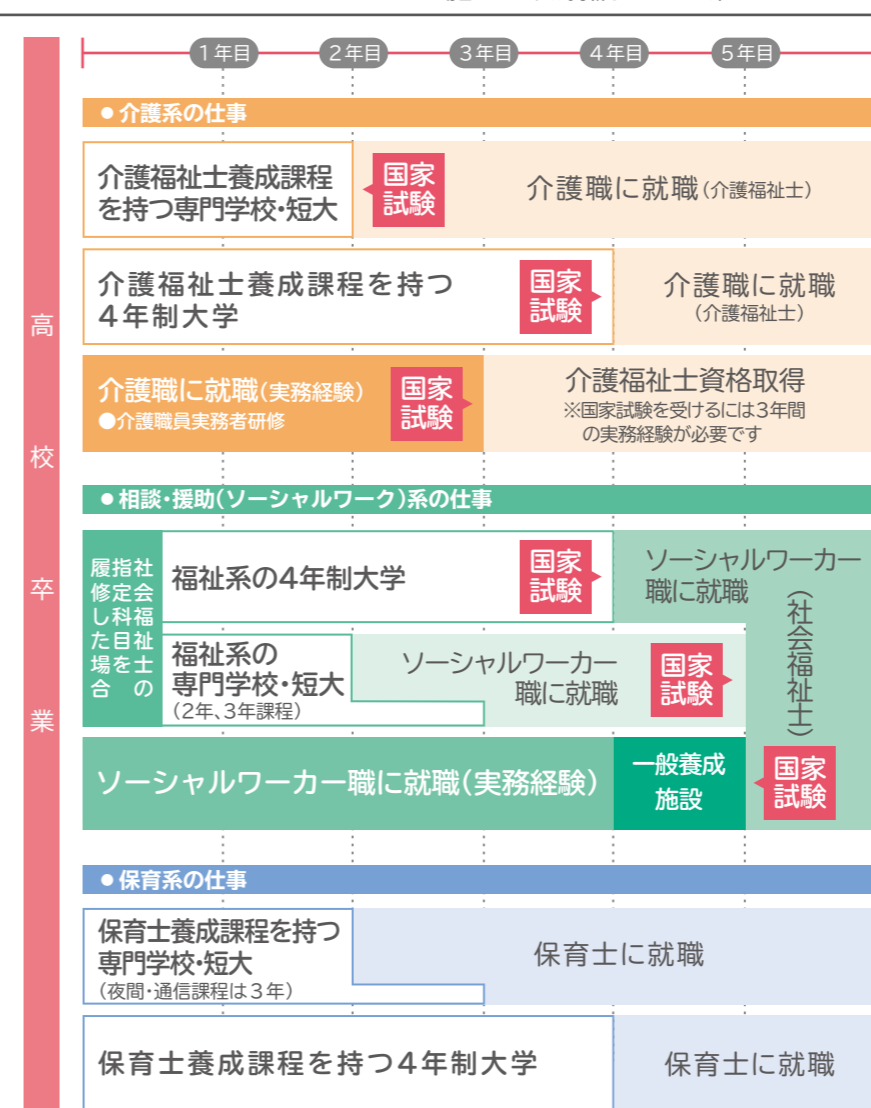 1年目
2年目
3年目
4年目
5年目
高校卒業
●介護系の仕事
介護福祉士養成課程
を持つ専門学校・短大
国家
試験
介護職に就職(介護福祉士)
介護福祉士養成課程を持つ
4年制大学
国家
試験
介護職に就職
(介護福祉士)
介護職に就職(実務経験)
●介護職員実務者研修
国家
試験
介護福祉士資格取得
※国家試験を受けるには3年間
の実務経験が必要です
●相談・援助(ソーシャルワーク)系の仕事
社会福祉士の
指定科目を
履修した場合
福祉系の4年制大学
国家
試験
ソーシャルワーカー
職に就職
(社会福祉士)
福祉系の
専門学校・短大
(2年、3年課程)
ソーシャルワーカー
職に就職
国家
試験
ソーシャルワーカー職に就職(実務経験)
一般養成
施設
国家
試験
●保育系の仕事
保育士養成課程を持つ
専門学校・短大
(夜間・通信課程は3年)
保育士に就職
保育士養成課程を持つ4年制大学
保育士に就職